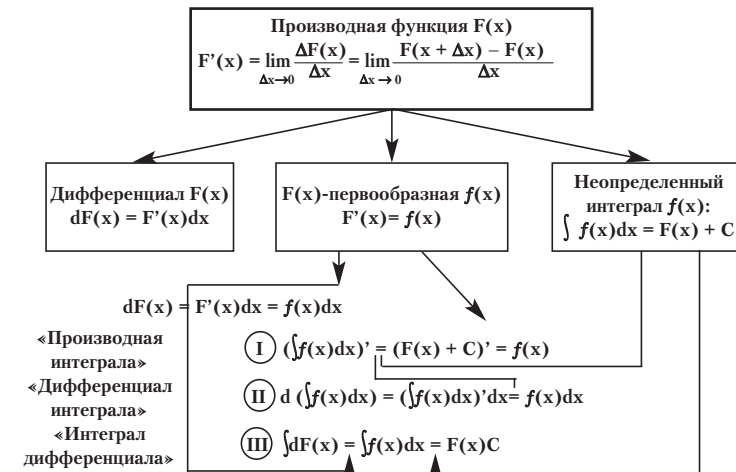 Производная функция F(x)
F’(x) = lim ΔF(x)/Δx = lim F(x + Δx) – F(x)/Δx
Δx→0 Δx → 0
Дифференциал F(x)
dF(x) = F’(x)dx
F(x)-первообразная f(x)
F’(x)= f(x)
Неопределенный
интеграл f(x):
∫ f(x)dx = F(x) + C
dF(x) = F’(x)dx = f(x)dx
«Производная
интеграла»
I (∫f(x)dx)’ = (F(x) + C)’ = f(x)
«Дифференциал
интеграла»
II d (∫f(x)dx) = (∫f(x)dx)’dx= f(x)dx
«Интеграл
дифференциала»
III ∫dF(x) = ∫f(x)dx = F(x)C